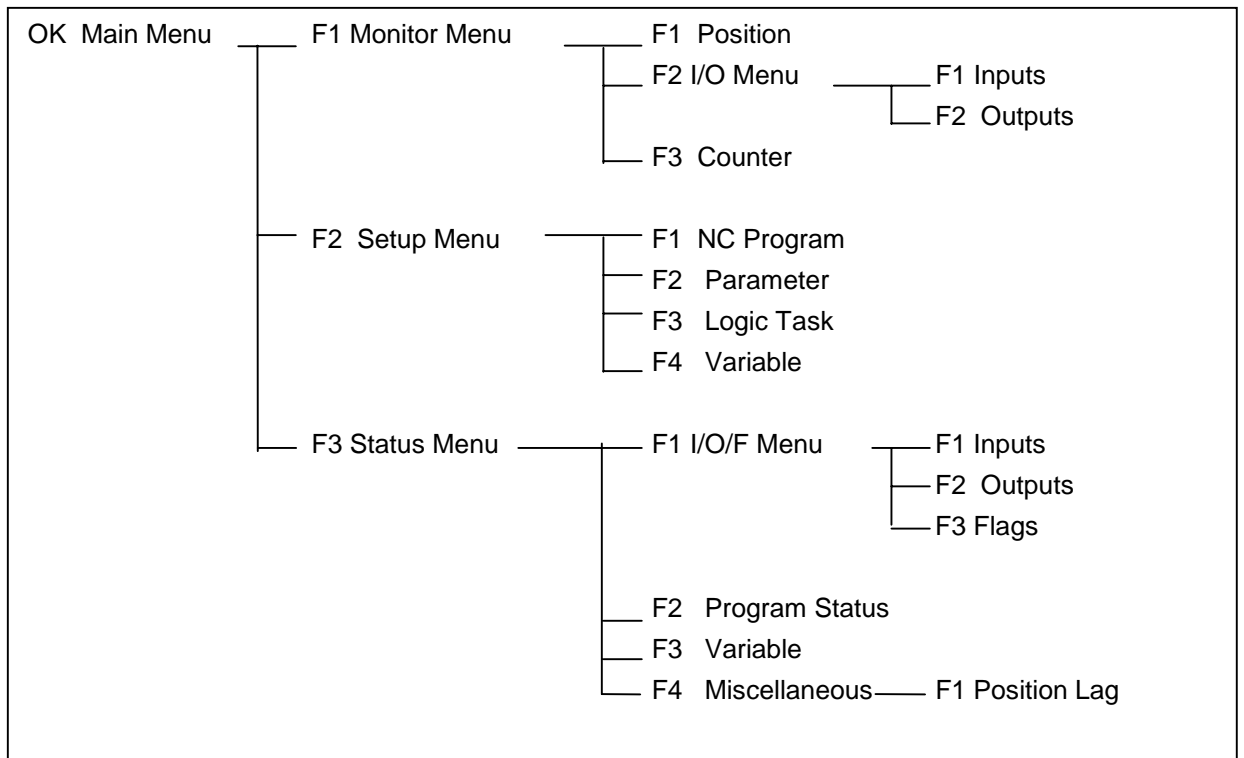 OK Main Menu F1 Monitor Menu F1 Position
F2 I/O Menu F1 Inputs
F2 Outputs
F3 Counter
F2 Setup Menu F1 NC Program
F2 Parameter
F3 Logic Task
F4 Variable
F3 Status Menu F1 I/O/F Menu F1 Inputs
F2 Outputs
F3 Flags
F2 Program Status
F3 Variable
F4 Miscellaneous F1 Position Lag